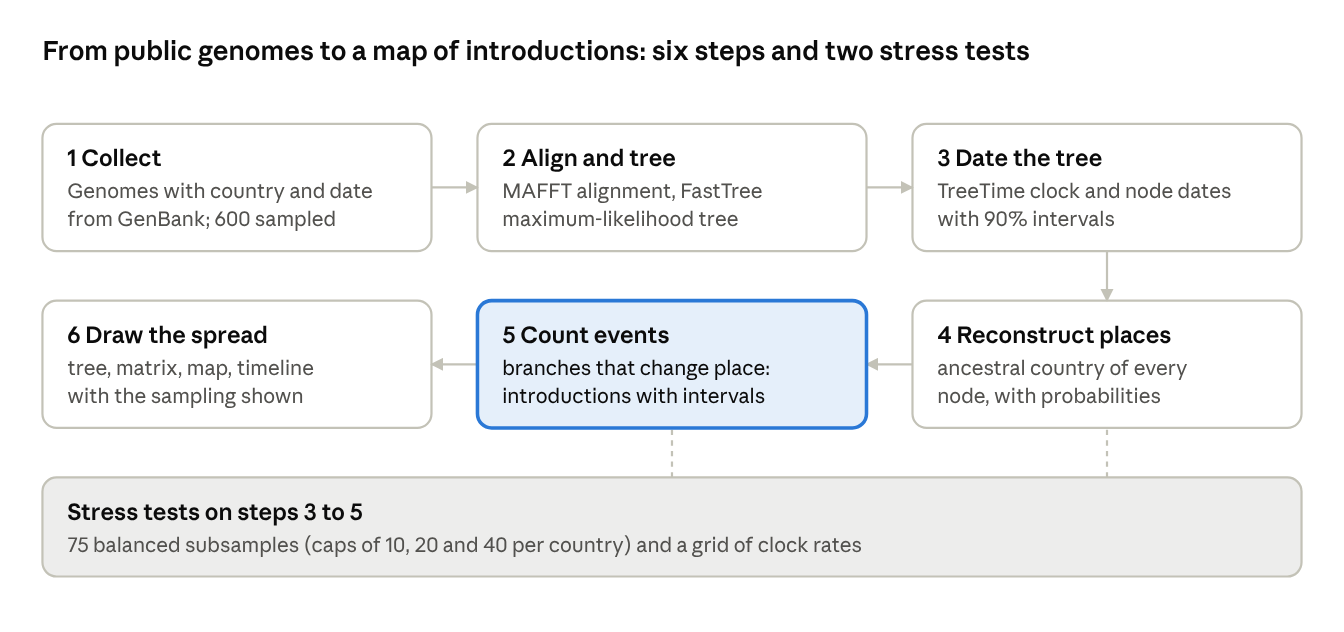 From public genomes to a map of introductions: six steps and two stress tests
1 Collect
Genomes with country and date
from GenBank; 600 sampled
2 Align and tree
MAFFT alignment, FastTree
maximum-likelihood tree
3 Date the tree
TreeTime clock and node dates
with 90% intervals
4 Reconstruct places
ancestral country of every
node, with probabilities
5 Count events
branches that change place:
introductions with intervals
6 Draw the spread
tree, matrix, map, timeline
with the sampling shown
Stress tests on steps 3 to 5
75 balanced subsamples (caps of 10, 20 and 40 per country) and a grid of clock rates